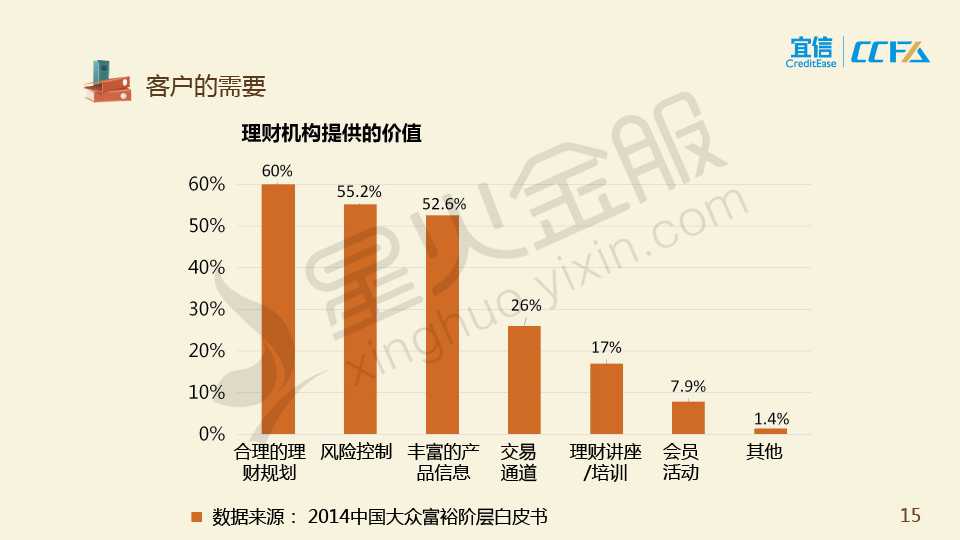 宜信
CreditEase
CCFA
客户的需要
理财机构提供的价值
60%
55.2%
52.6%
26%
17%
7.9%
1.4%
60%
50%
40%
30%
20%
10%
0%
合理的理
财规划
风险控制
丰富的产
品信息
交易
通道
理财讲座
/培训
会员
活动
其他
星火金服
xinghuo.yixin.com
数据来源： 2014中国大众富裕阶层白皮书
15